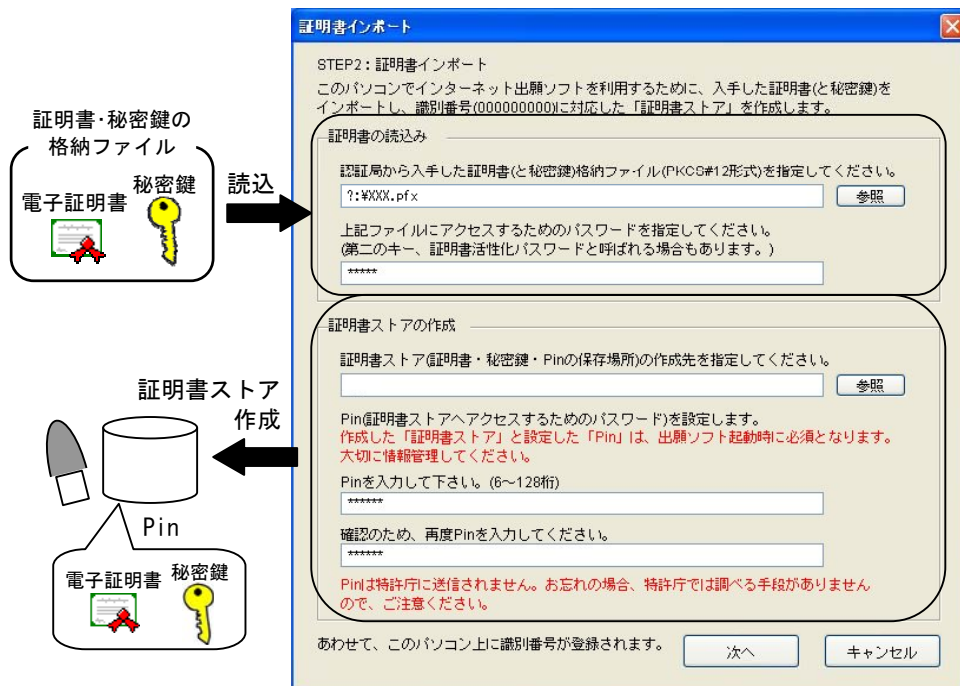 証明書インポート
STEP2：証明書インポート
このパソコンでインターネット出願ソフトを利用するために、入手した証明書(と秘密鍵)を
インポートし、識別番号(000000000)に対応した「証明書ストア」を作成します。
証明書・秘密鍵の
格納ファイル
電子証明書
秘密鍵
読込
証明書の読込み
認証局から入手した証明書(と秘密鍵)格納ファイル(PKCS#12形式)を指定してください。
?:¥XXX.pfx
参照
上記ファイルにアクセスするためのパスワードを指定してください。
(第二のキー、証明書活性化パスワードと呼ばれる場合もあります。)
*****
証明書ストアの作成
証明書ストア(証明書・秘密鍵・Pinの保存場所)の作成先を指定してください。
参照
Pin(証明書ストアへアクセスするためのパスワード)を設定します。
作成した「証明書ストア」と設定した「Pin」は、出願ソフト起動時に必須となります。
大切に情報管理してください。
Pinを入力して下さい。(6～128桁)
******
確認のため、再度Pinを入力してください。
******
Pinは特許庁に送信されません。お忘れの場合、特許庁では調べる手段がありません
ので、ご注意ください。
証明書ストア
作成
Pin
電子証明書
秘密鍵
あわせて、このパソコン上に識別番号が登録されます。
次へ
キャンセル